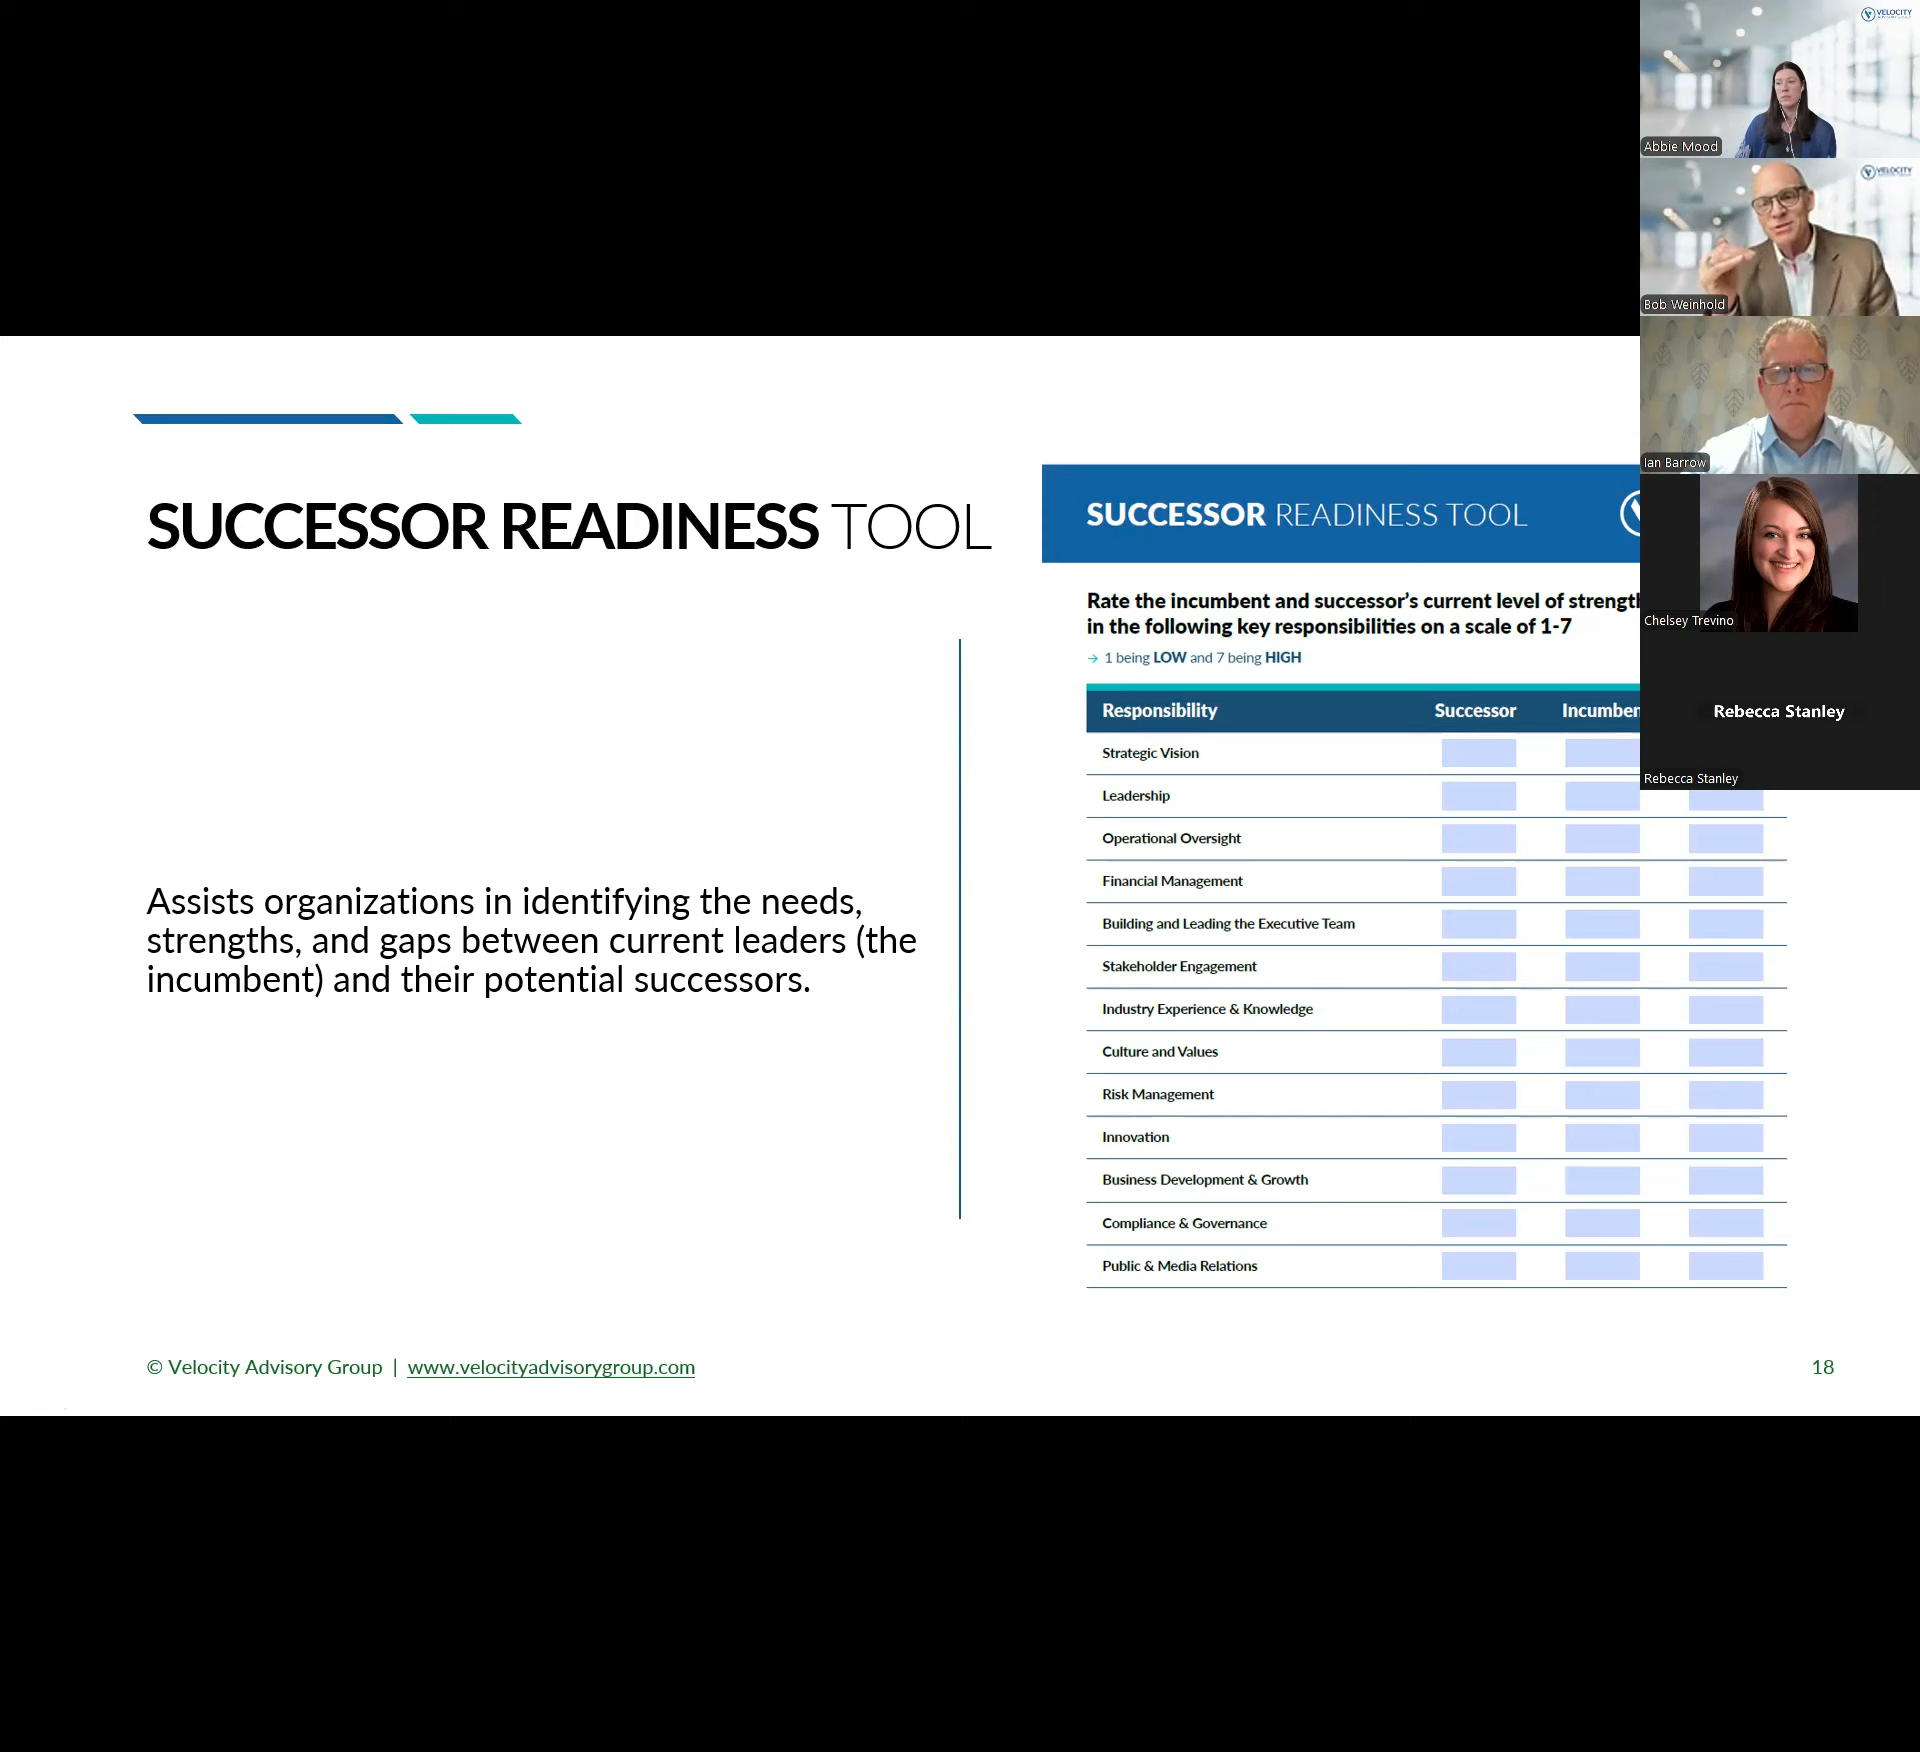 VELOCITY
Abbie Mood
VELOCITY
Bob Weinhold
Ian Barrow
Chelsey Trevino
Rebecca Stanley
Rebecca Stanley
SUCCESSOR READINESS TOOL
Assists organizations in identifying the needs,
strengths, and gaps between current leaders (the
incumbent) and their potential successors.
SUCCESSOR READINESS TOOL
Rate the incumbent and successor's current level of strengt
in the following key responsibilities on a scale of 1-7
→ 1 being LOW and 7 being HIGH
Responsibility Successor Incumben
Strategic Vision
Leadership
Operational Oversight
Financial Management
Building and Leading the Executive Team
Stakeholder Engagement
Industry Experience & Knowledge
Culture and Values
Risk Management
Innovation
Business Development & Growth
Compliance & Governance
Public & Media Relations
© Velocity Advisory Group | www.velocityadvisorygroup.com
18